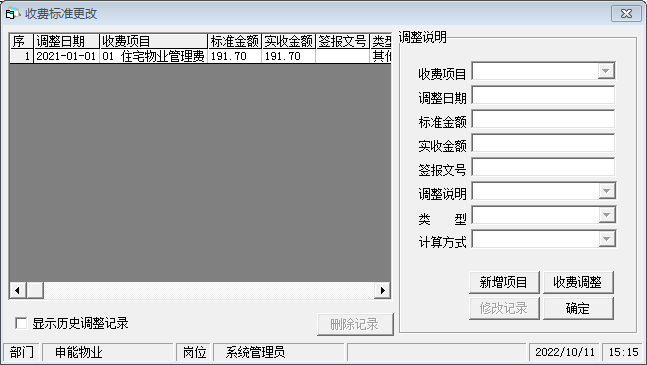 收费标准更改
序 调整日期 收费项目 标准金额 实收金额 签报文号 类型
1 2021-01-01 01 住宅物业管理费 191.70 191.70 其他
调整说明
收费项目
调整日期
标准金额
实收金额
签报文号
调整说明
类 型
计算方式
新增项目 收费调整
修改记录 确定
显示历史调整记录 删除记录
部门 申能物业 岗位 系统管理员 2022/10/11 15:15